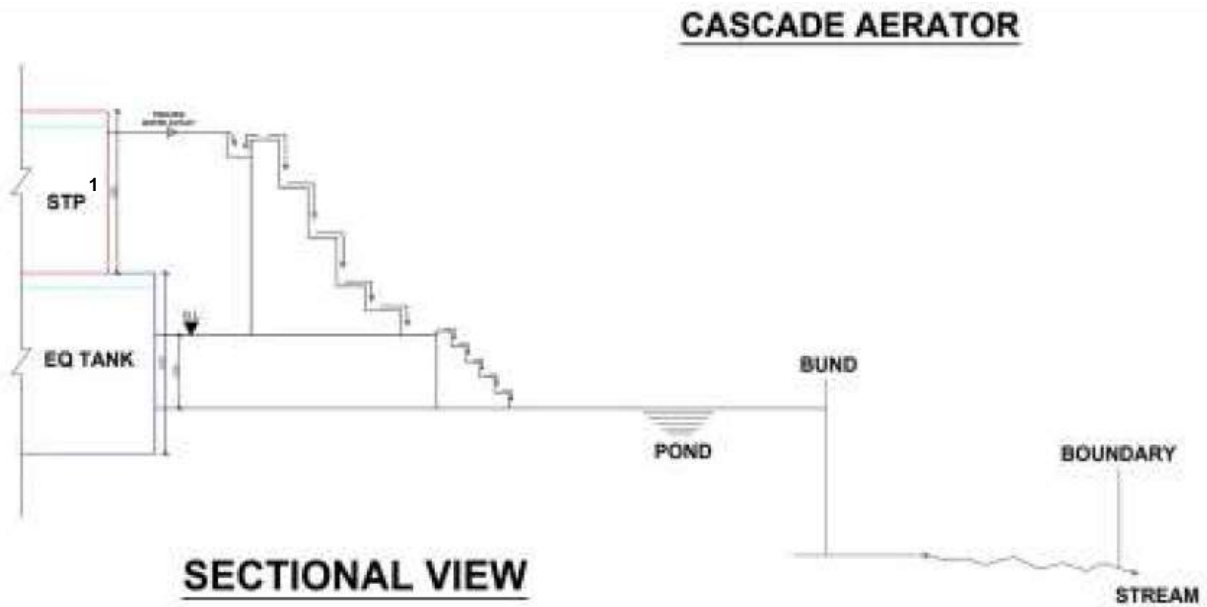 CASCADE AERATOR
STP 1
EQ TANK
BUND
POND
BOUNDARY
STREAM
SECTIONAL VIEW